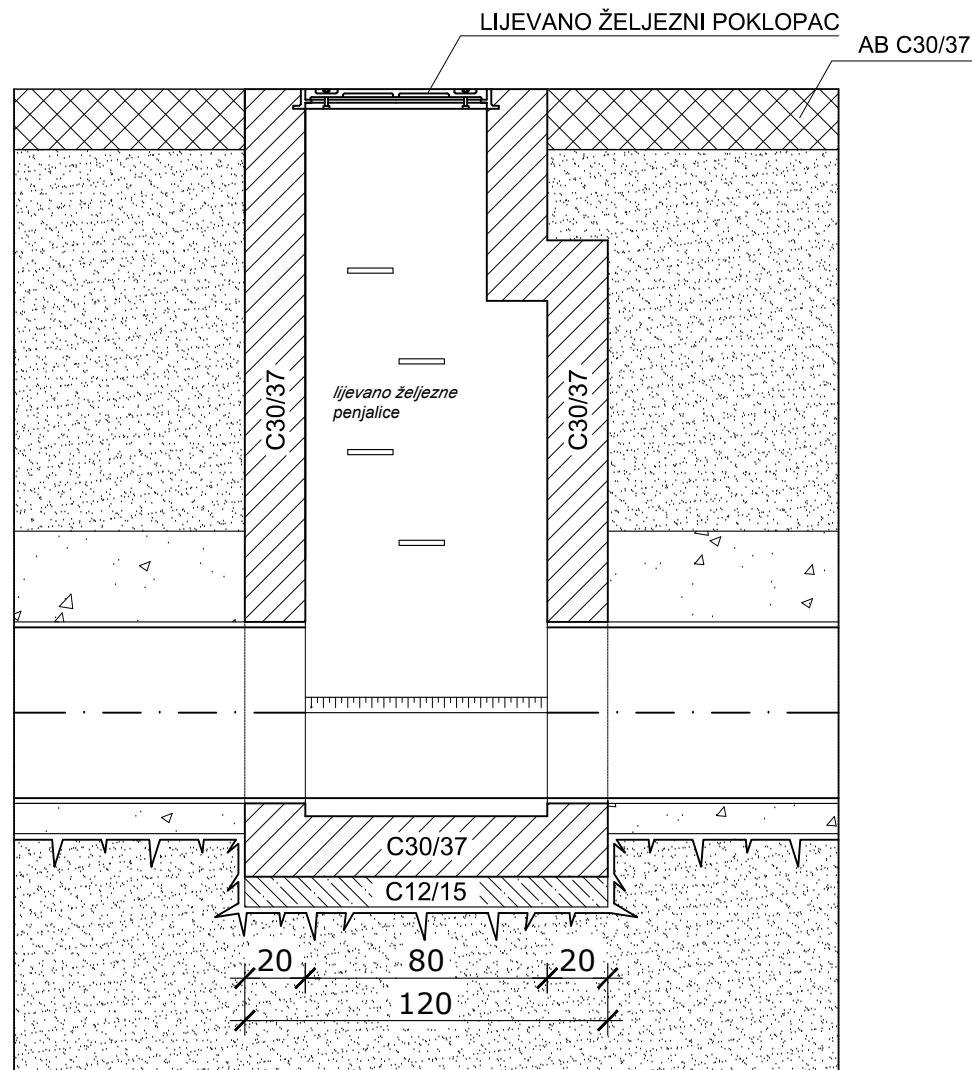 LIJEVANO ŽELJEZNI POKLOPAC
AB C30/37
C30/37
lijevano željezne
penjalice
C30/37
C30/37
C12/15
20
80
20
120